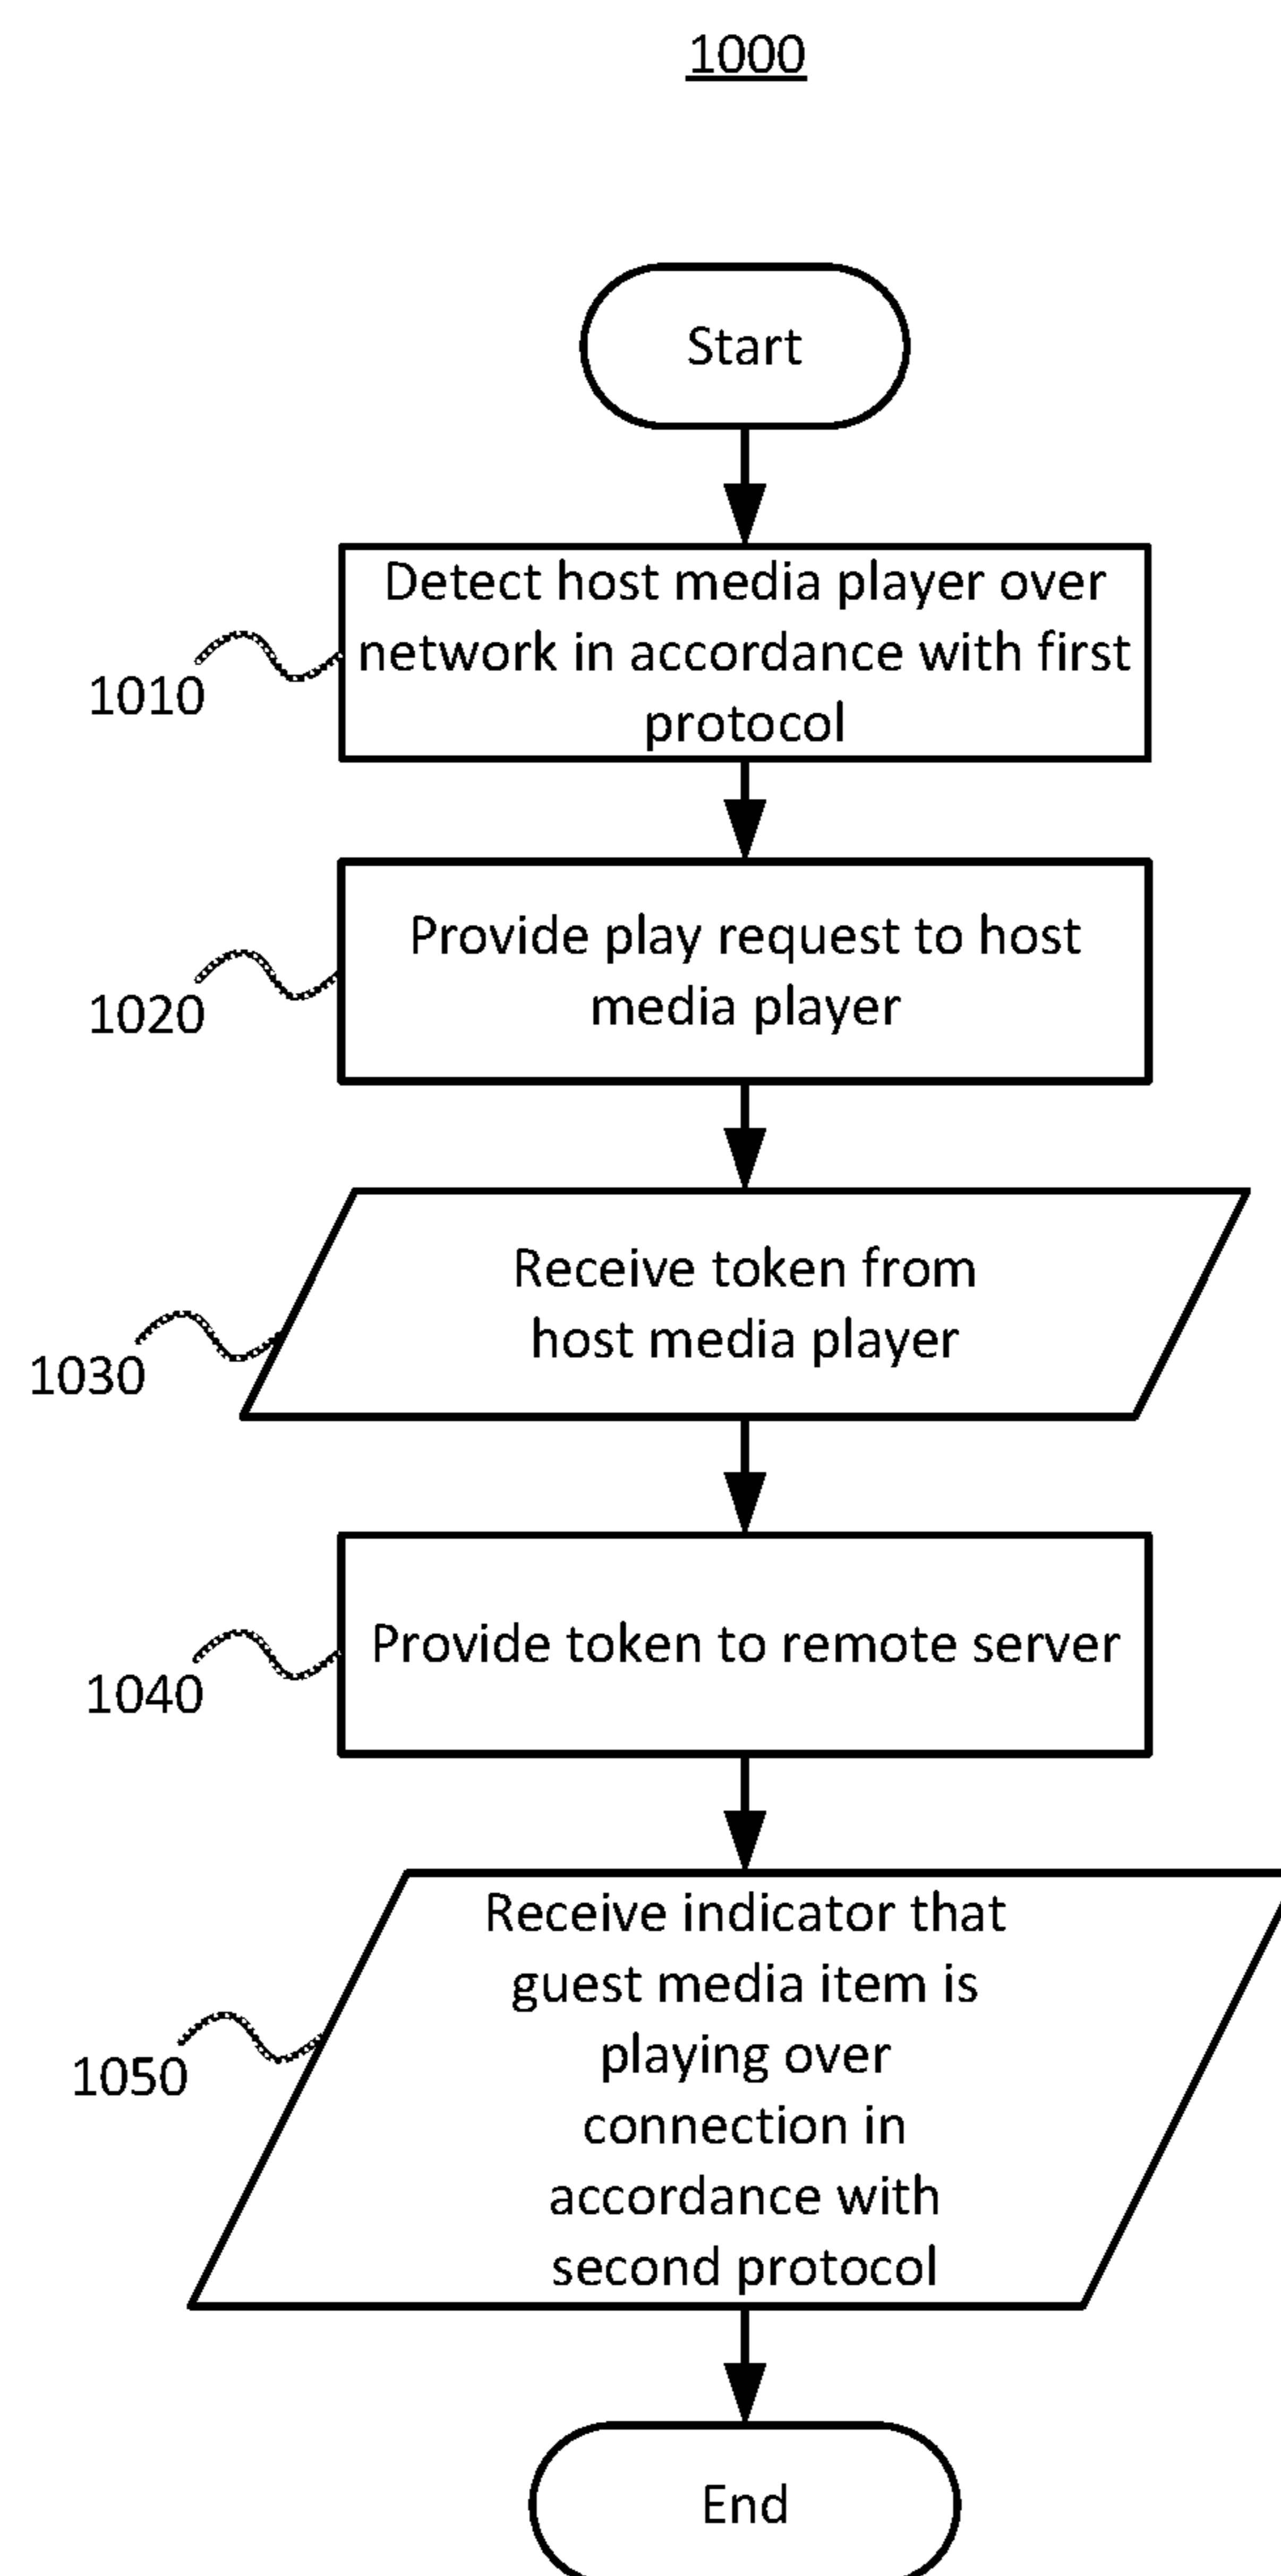 1000
Start
Detect host media player over
network in accordance with first
protocol
1010
Provide play request to host
media player
1020
Receive token from
host media player
1030
Provide token to remote server
1040
Receive indicator that
guest media item is
playing over
connection in
accordance with
second protocol
1050
End